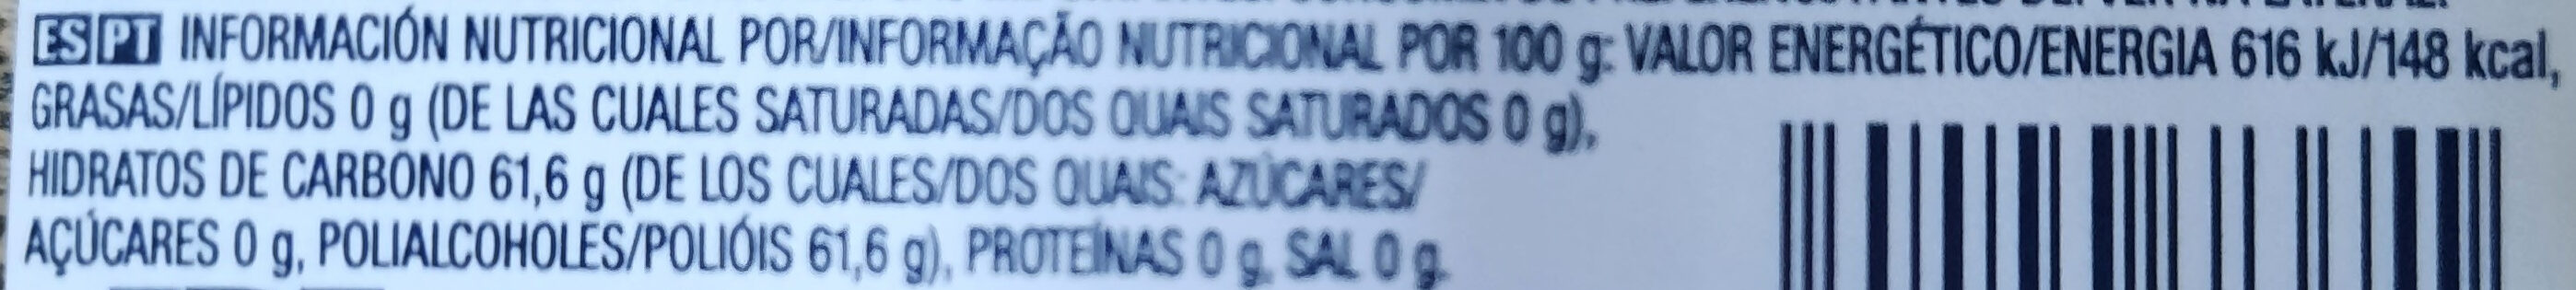 ES PT INFORMACIÓN NUTRICIONAL POR/INFORMAÇÃO NUTRICIONAL POR 100 g: VALOR ENERGÉTICO/ENERGIA 616 kJ/148 kcal,
GRASAS/LÍPIDOS 0 g (DE LAS CUALES SATURADAS/DOS QUAIS SATURADOS 0 g),
HIDRATOS DE CARBONO 61,6 g (DE LOS CUALES/DOS QUAIS: AZÚCARES/
AÇÚCARES 0 g, POLIALCOHOLES/POLIÓIS 61,6 g), PROTEÍNAS 0 g, SAL 0 g.